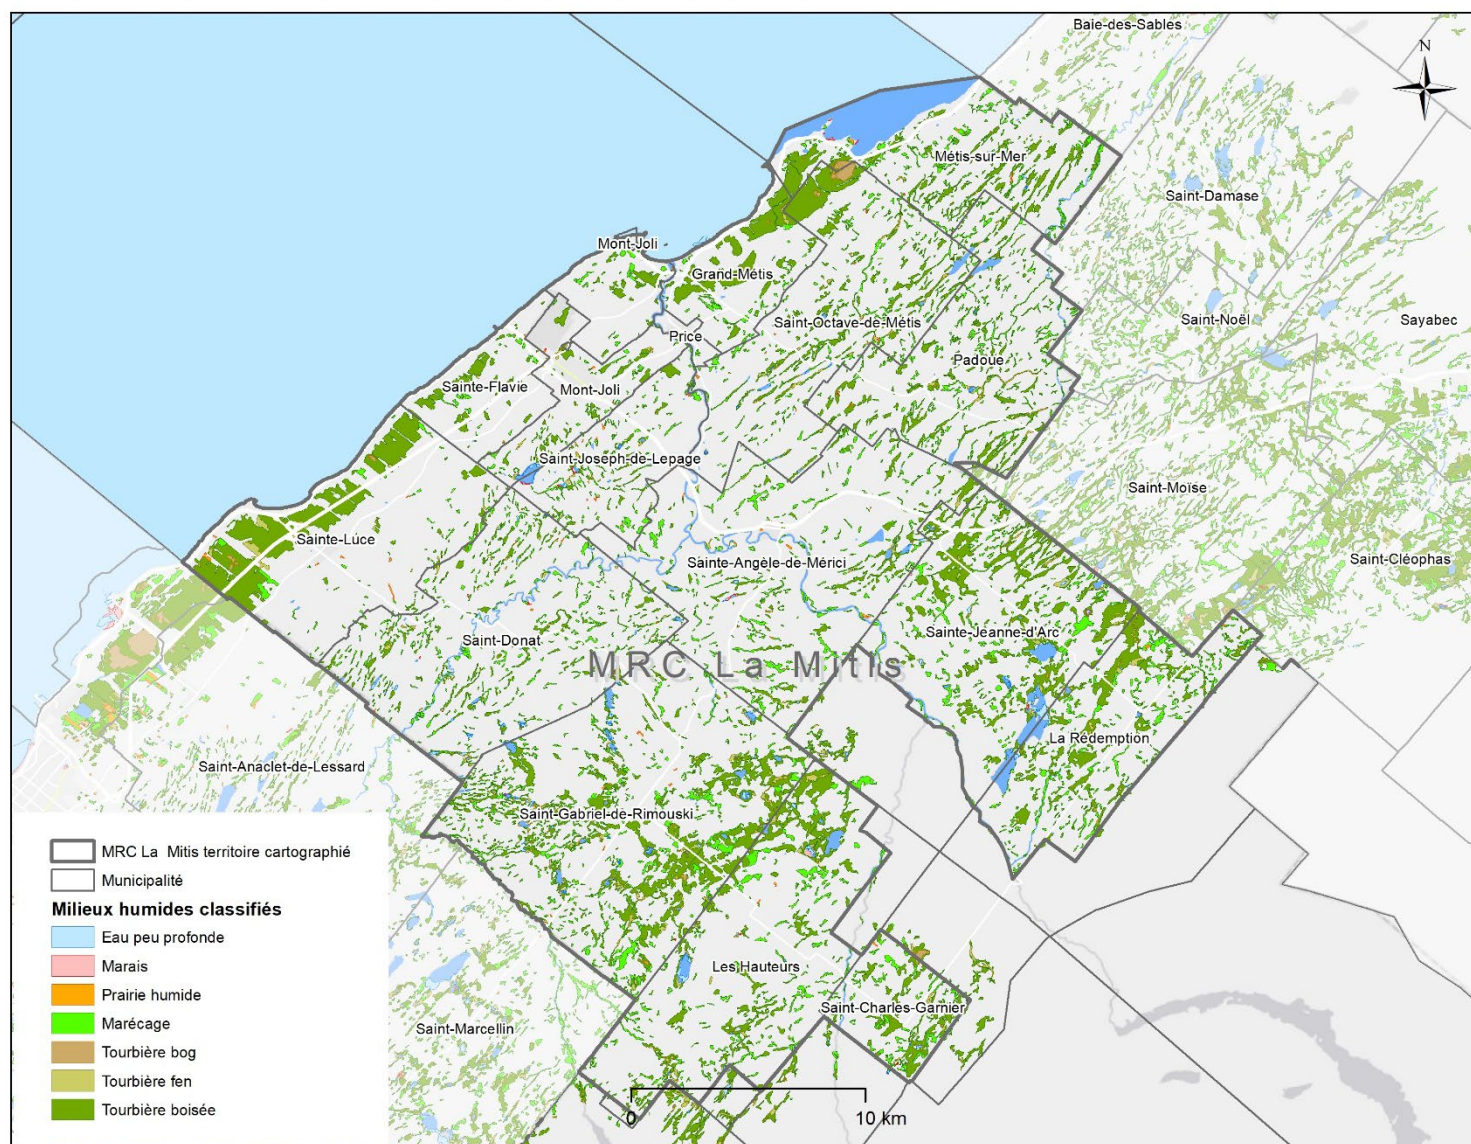 Baie-des-Sables
N
Métis-sur-Mer
Saint-Damase
Mont-Joli
Grand-Métis
Saint-Octave-de-Métis
Saint-Noël
Sayabec
Price
Padoue
Sainte-Flavie
Mont-Joli
Saint-Joseph-de-Lepage
Saint-Moïse
Sainte-Luce
Sainte-Angèle-de-Mérici
Saint-Cléophas
Saint-Donat
Sainte-Jeanne-d'Arc
MRC La Mitis
La Rédemption
Saint-Anaclet-de-Lessard
Saint-Gabriel-de-Rimouski
Les Hauteurs
Saint-Charles-Garnier
Saint-Marcellin
0 10 km
MRC La Mitis territoire cartographié
Municipalité
Milieux humides classifiés
Eau peu profonde
Marais
Prairie humide
Marécage
Tourbière bog
Tourbière fen
Tourbière boisée